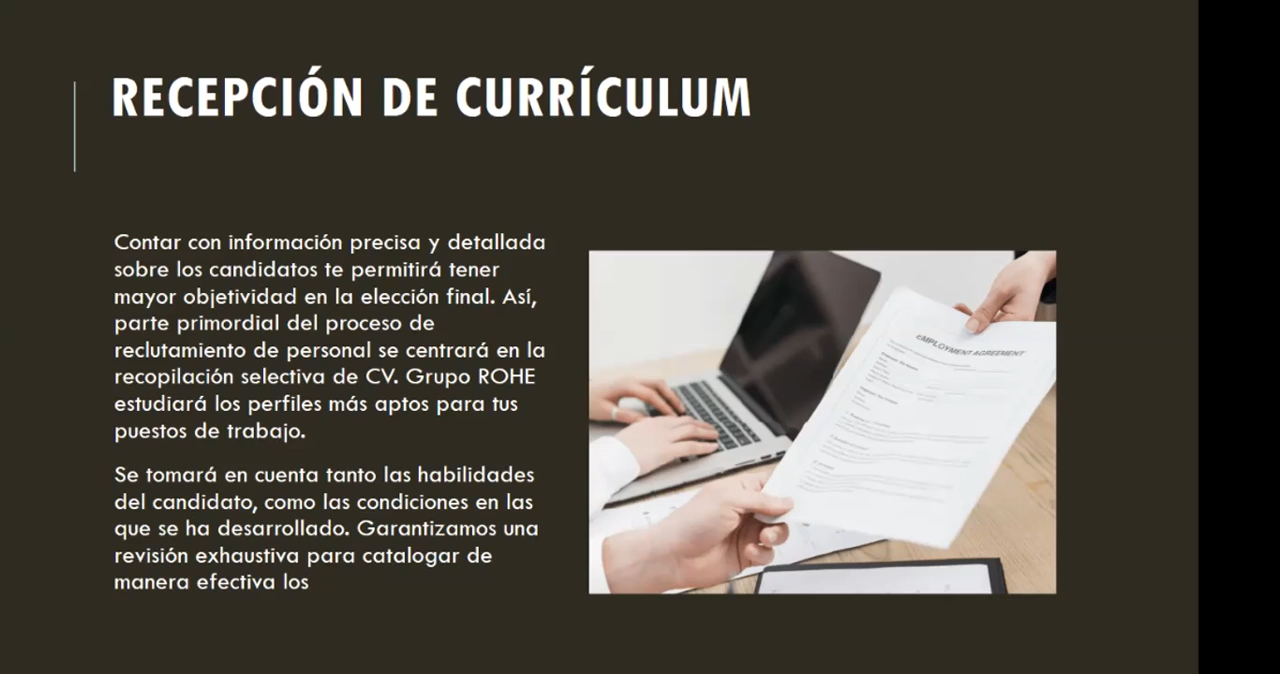 RECEPCIÓN DE CURRÍCULUM
Contar con información precisa y detallada
sobre los candidatos te permitirá tener
mayor objetividad en la elección final. Así,
parte primordial del proceso de
reclutamiento de personal se centrará en la
recopilación selectiva de CV. Grupo ROHE
estudiará los perfiles más aptos para tus
puestos de trabajo.
Se tomará en cuenta tanto las habilidades
del candidato, como las condiciones en las
que se ha desarrollado. Garantizamos una
revisión exhaustiva para catalogar de
manera efectiva los
EMPLOYMENT AGREEMENT